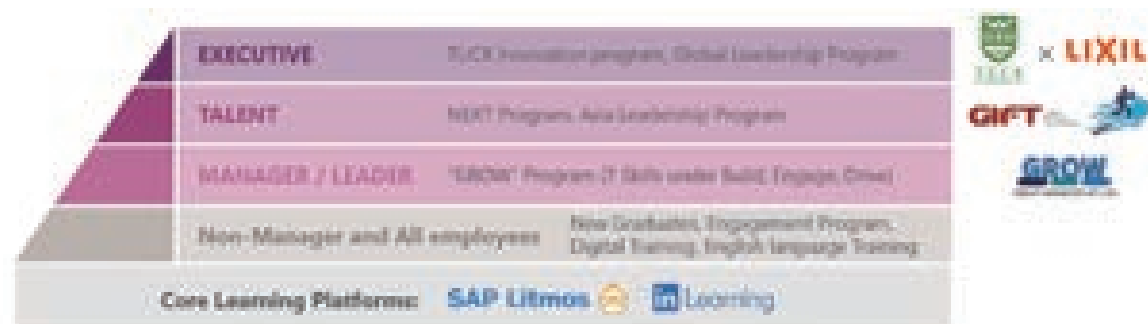 EXECUTIVE
Innovation program, Global Leadership Program
× LIXIL
TALENT
NEXT Program, Asia Leadership Program
GIFT
MANAGER / LEADER
"GROW" Program (7 Skills under Build, Engage, Drive)
GROW
Non-Manager and All employees
New Graduates, Engagement Program,
Digital Training, English language Training
Core Learning Platforms:
SAP Litmos
in Learning